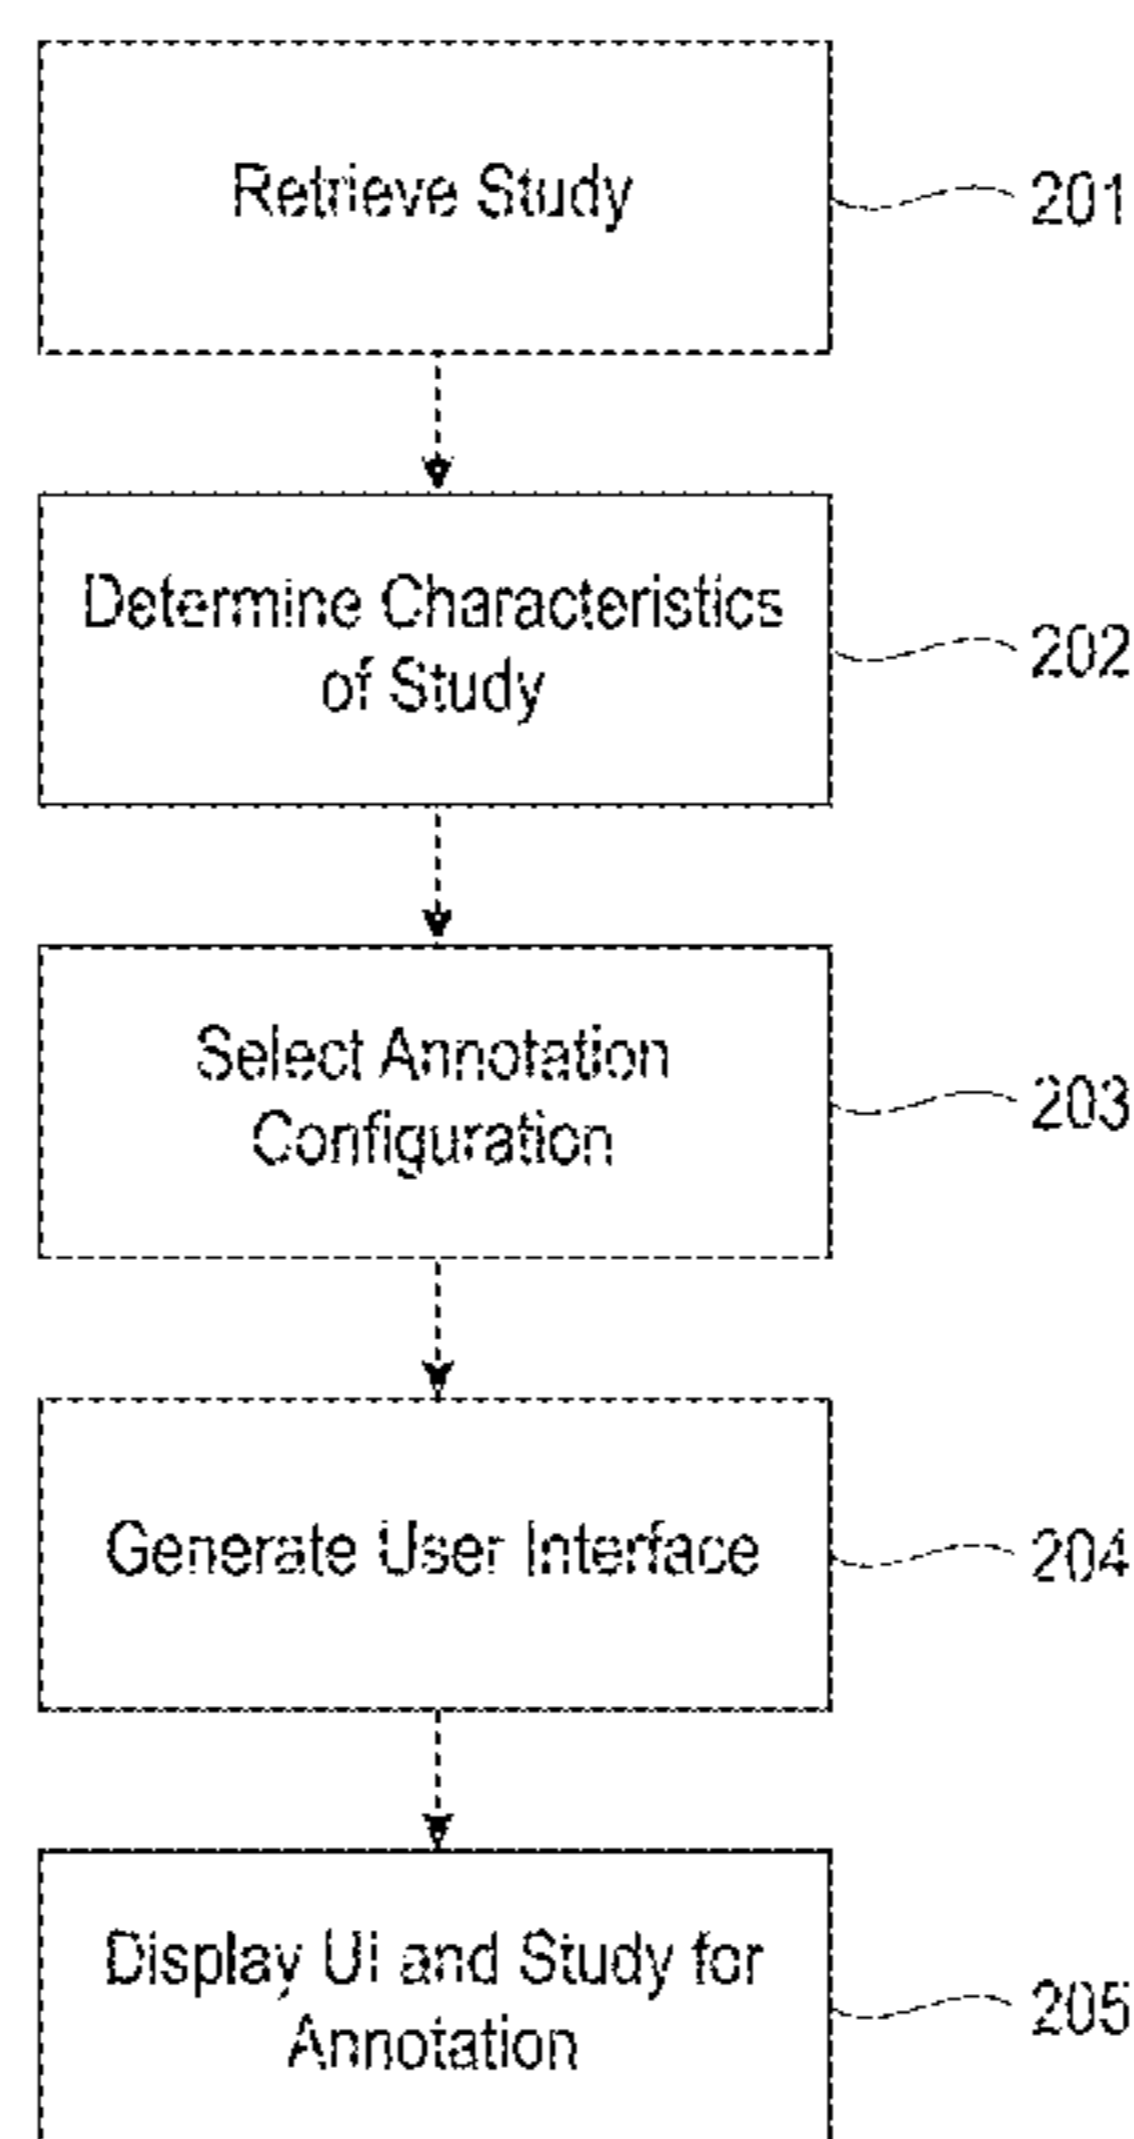 Retrieve Study
201
Determine Characteristics
of Study
202
Select Annotation
Configuration
203
Generate User Interface
204
Display UI and Study for
Annotation
205